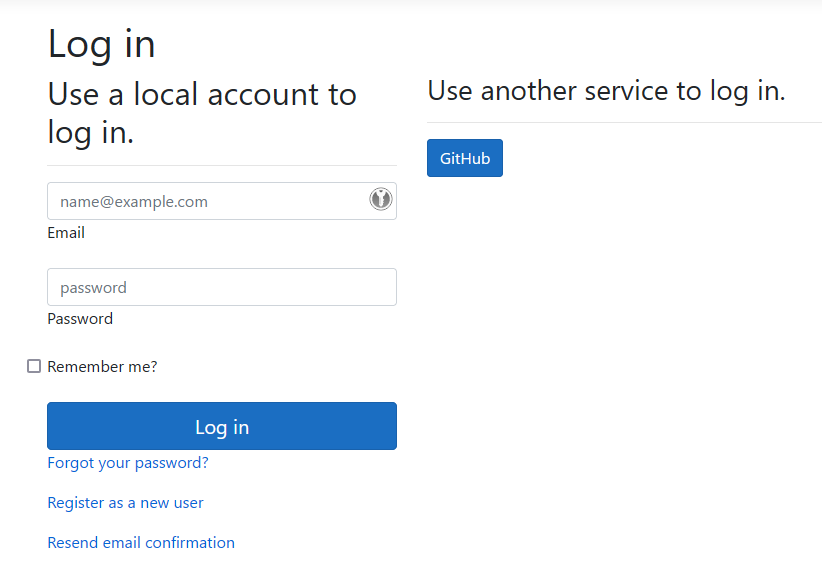 Log in
Use a local account to
log in.
name@example.com
Email
password
Password
Remember me?
Log in
Forgot your password?
Register as a new user
Resend email confirmation
Use another service to log in.
GitHub